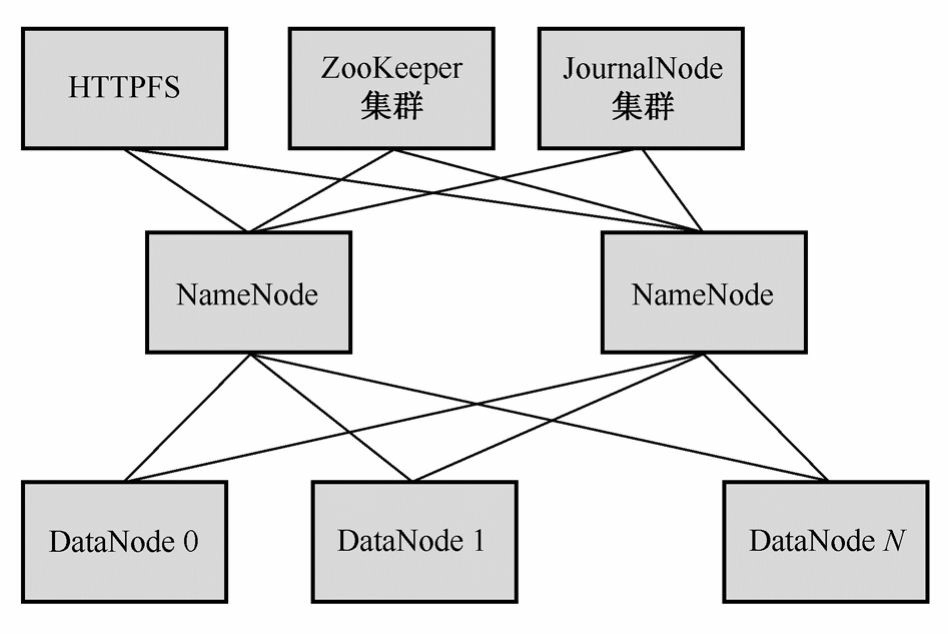 HTTPFS
ZooKeeper
集群
JournalNode
集群
NameNode
NameNode
DataNode 0
DataNode 1
DataNode N